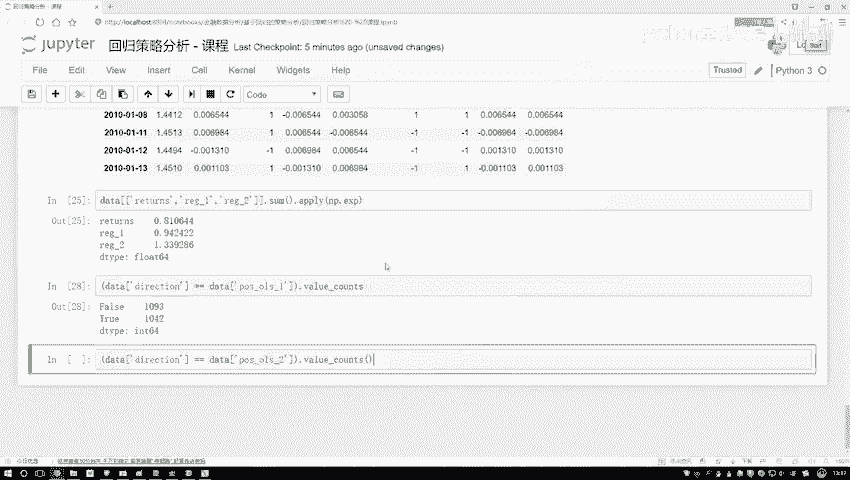 回归策略分析 - 课程
jupyter 回归策略分析 - 课程 Last Checkpoint: 5 minutes ago (unsaved changes)
File Edit View Insert Cell Kernel Widgets Help
Trusted Python 3
Code
2010-01-08 1.4412 0.006544 1 -0.006544 0.003058 1 1 0.006544 0.006544
2010-01-11 1.4513 0.006984 1 0.006544 -0.006544 -1 -1 -0.006984 -0.006984
2010-01-12 1.4494 -0.001310 -1 0.006984 0.006544 -1 -1 0.001310 0.001310
2010-01-13 1.4510 0.001103 1 -0.001310 0.006984 -1 -1 -0.001103 0.001103
In [25]: data[['returns','reg_1','reg_2']].sum().apply(np.exp)
Out[25]: returns 0.810644
reg_1 0.942422
reg_2 1.339286
dtype: float64
In [28]: (data['direction'] == data['pos_ols_1']).value_counts
Out[28]: False 1093
True 1042
dtype: int64
In [ ]: (data['direction'] == data['pos_ols_2']).value_counts()